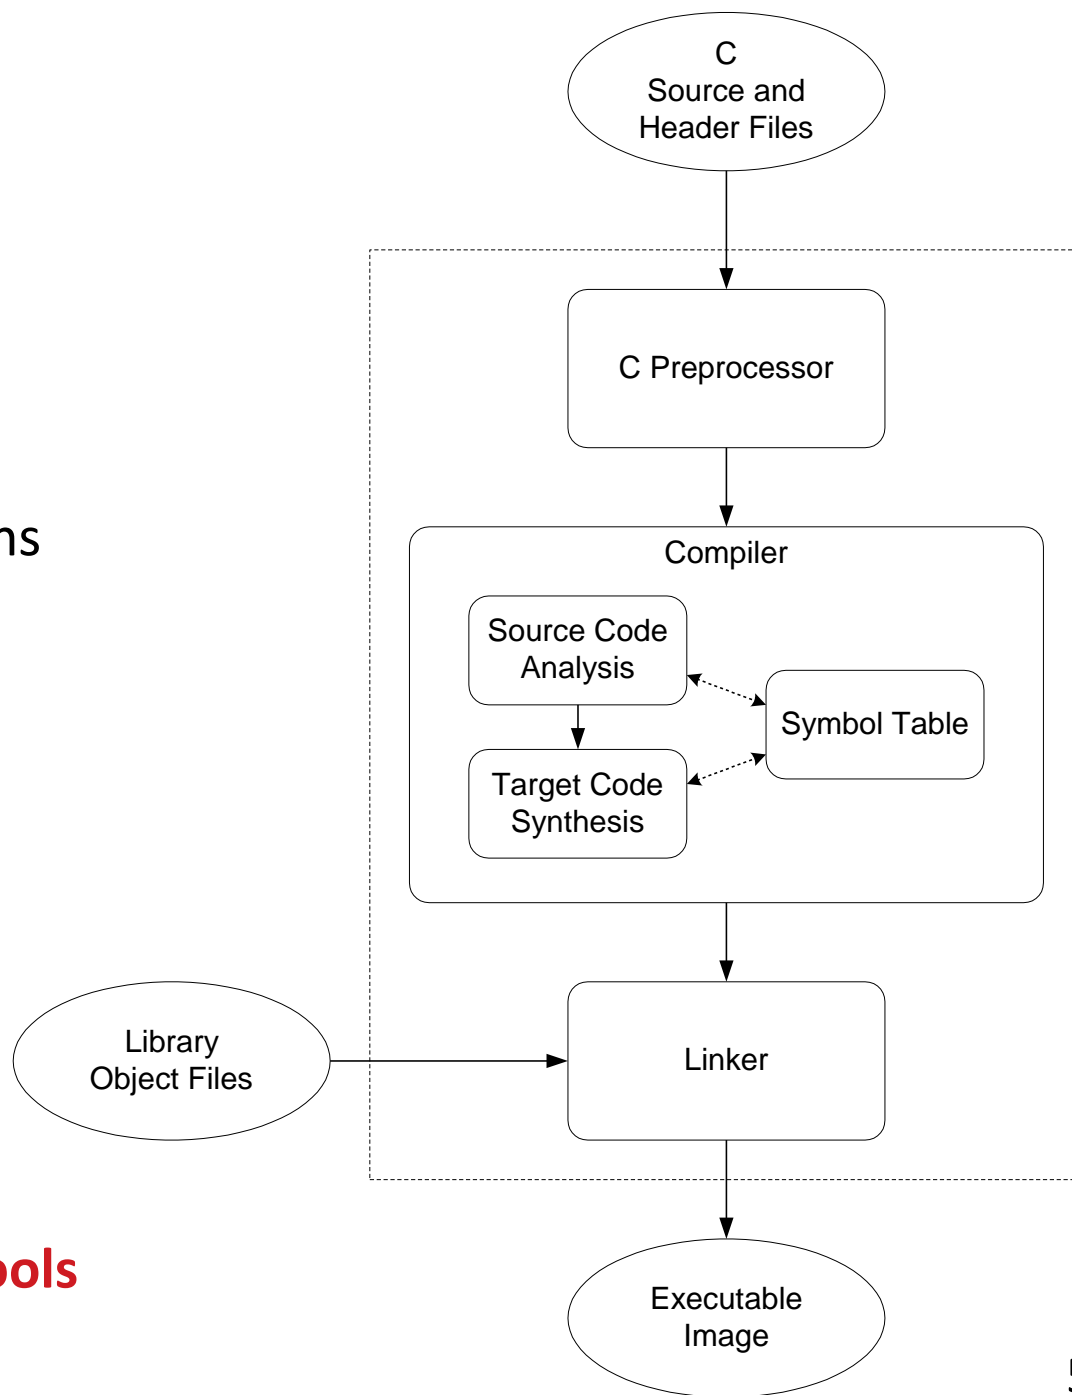 C
Source and
Header Files
C Preprocessor
ns
Compiler
Source Code
Analysis
Symbol Table
Target Code
Synthesis
Library
Object Files
Linker
ools
Executable
Image